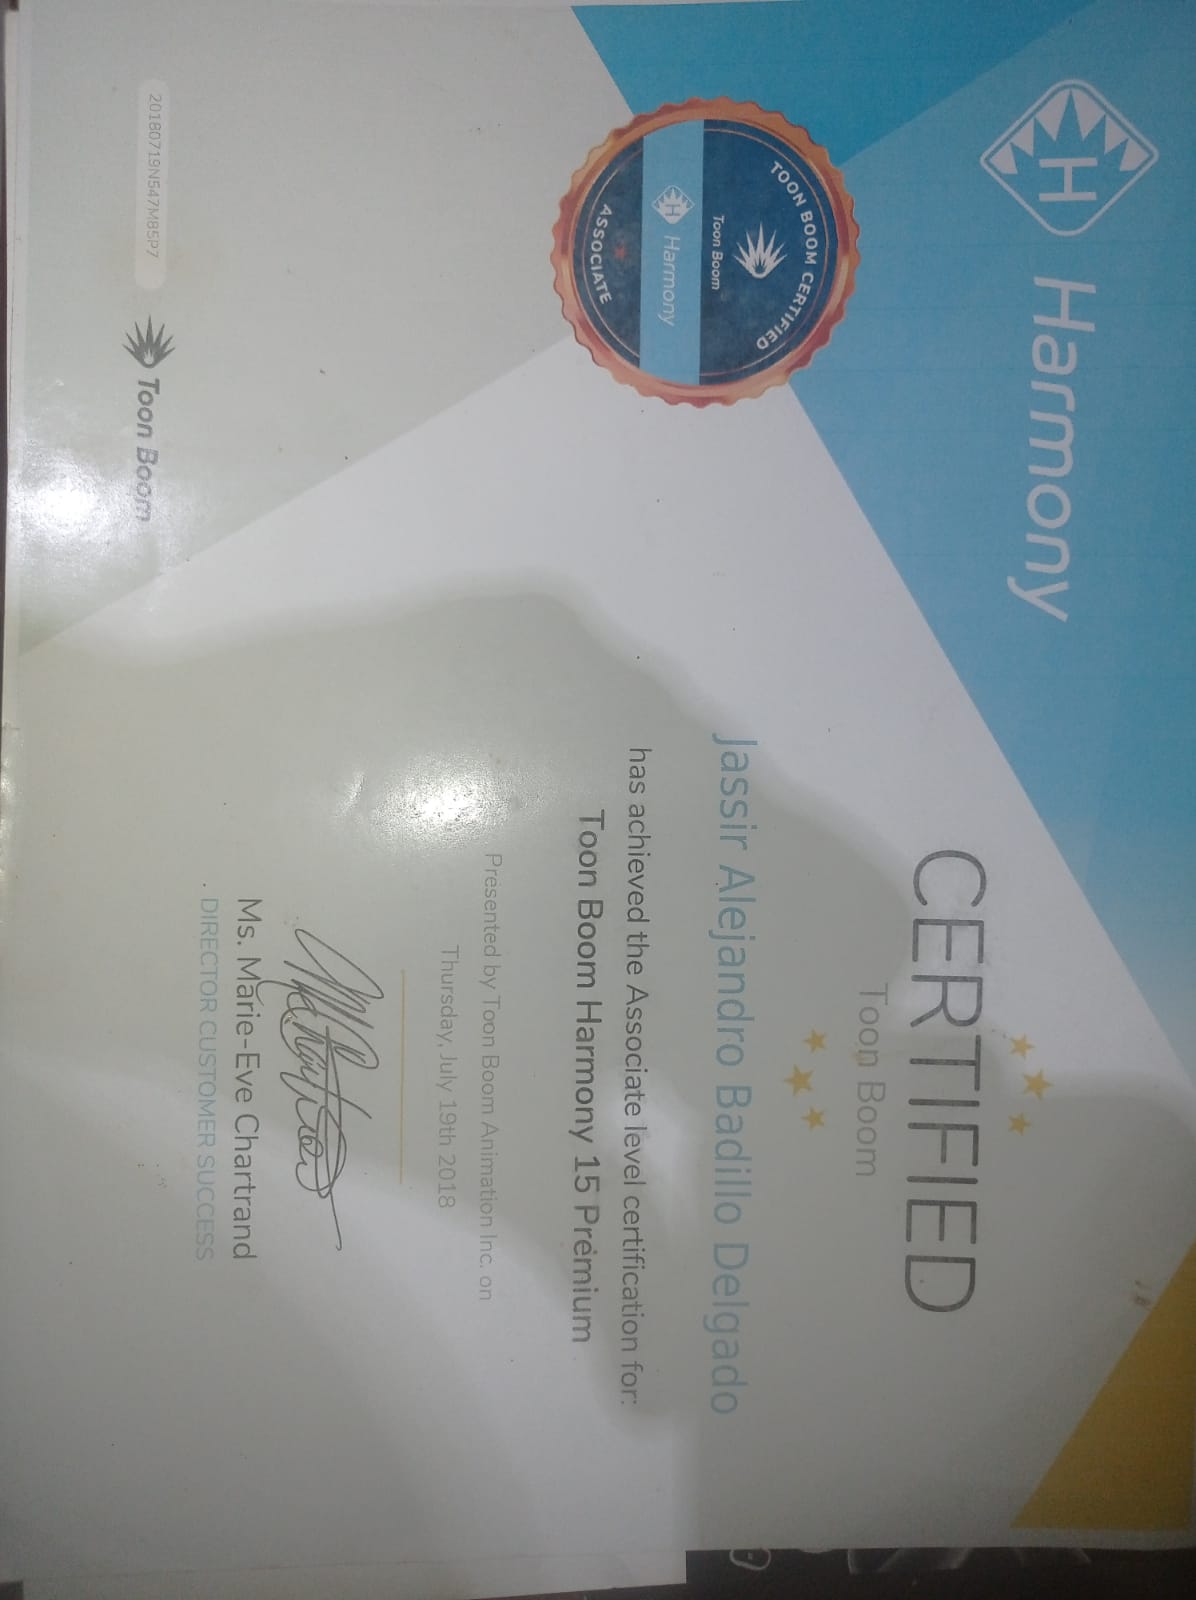 Harmony
TOON BOOM CERTIFIED
Toon Boom
Harmony
ASSOCIATE
CERTIFIED
Toon Boom
Jassir Alejandro Badillo Delgado
has achieved the Associate level certification for:
Toon Boom Harmony 15 Premium
Presented by Toon Boom Animation Inc. on
Thursday, July 19th 2018
Ms. Marie-Eve Chartrand
DIRECTOR CUSTOMER SUCCESS
20180719N547M85P7
Toon Boom